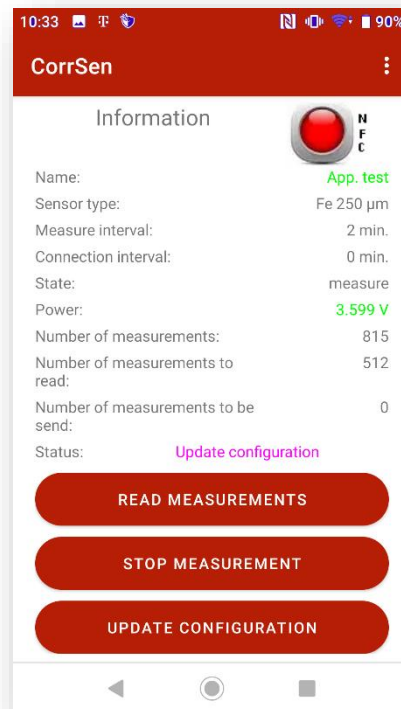 10:33 90%
CorrSen
Information
N
F
C
Name: App. test
Sensor type: Fe 250 µm
Measure interval: 2 min.
Connection interval: 0 min.
State: measure
Power: 3.599 V
Number of measurements: 815
Number of measurements to 512
read:
Number of measurements to be 0
send:
Status: Update configuration
READ MEASUREMENTS
STOP MEASUREMENT
UPDATE CONFIGURATION